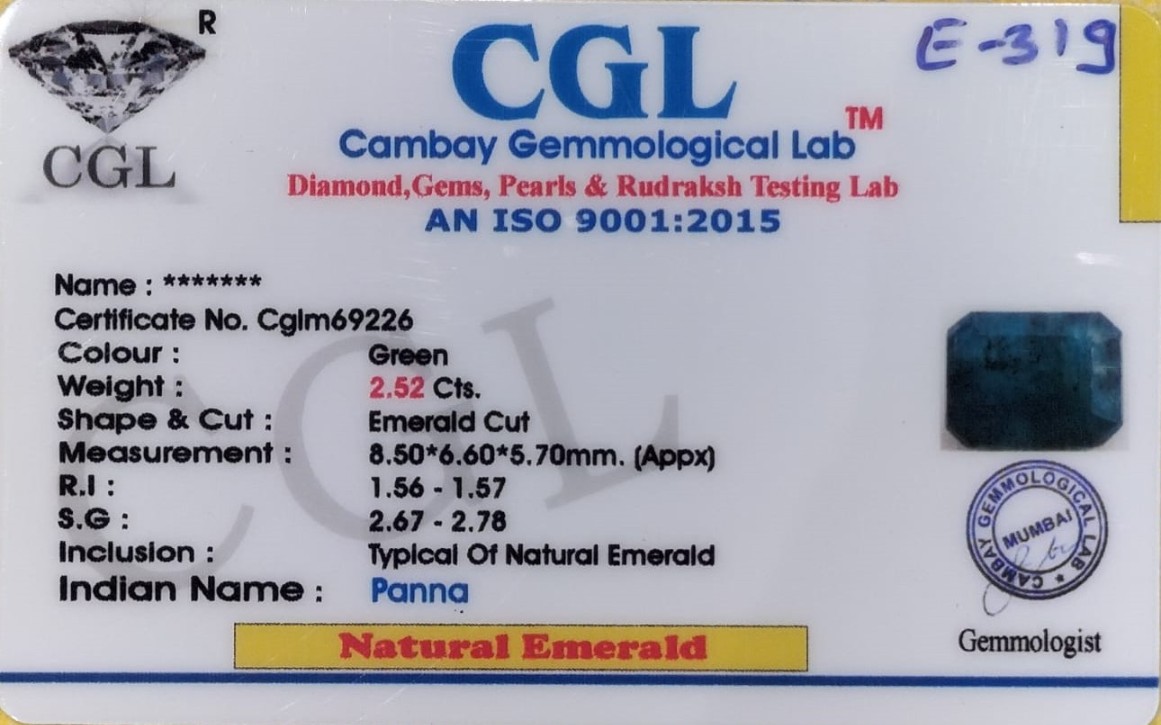 R
CGL
CGL
E-319
TM
Cambay Gemmological Lab
Diamond,Gems, Pearls & Rudraksh Testing Lab
AN ISO 9001:2015
Name : *******
Certificate No. Cglm69226
Colour : Green
Weight : 2.52 Cts.
Shape & Cut : Emerald Cut
Measurement : 8.50*6.60*5.70mm. (Appx)
R.I : 1.56 - 1.57
S.G : 2.67 - 2.78
Inclusion : Typical Of Natural Emerald
Indian Name : Panna
Natural Emerald
CGL
CAMBAY GEMMOLOGICAL LAB ★
MUMBAI
Gemmologist